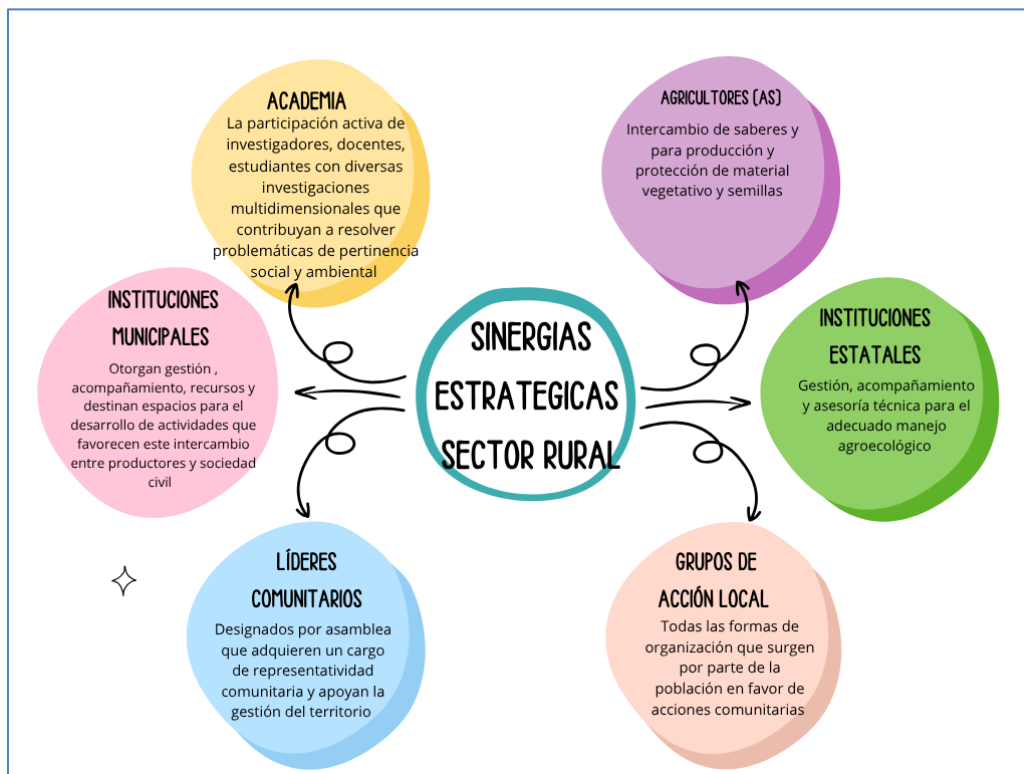 ACADEMIA
La participación activa de
investigadores, docentes,
estudiantes con diversas
investigaciones
multidimensionales que
contribuyan a resolver
problemáticas de pertinencia
social y ambiental
AGRICULTORES (AS)
Intercambio de saberes y
para producción y
protección de material
vegetativo y semillas
INSTITUCIONES
MUNICIPALES
Otorgan gestión ,
acompañamiento, recursos y
destinan espacios para el
desarrollo de actividades que
favorecen este intercambio
entre productores y sociedad
civil
SINERGIAS
ESTRATEGICAS
SECTOR RURAL
INSTITUCIONES
ESTATALES
Gestión, acompañamiento
y asesoría técnica para el
adecuado manejo
agroecológico
LÍDERES
COMUNITARIOS
Designados por asamblea
que adquieren un cargo
de representatividad
comunitaria y apoyan la
gestión del territorio
GRUPOS DE
ACCIÓN LOCAL
Todas las formas de
organización que surgen
por parte de la
población en favor de
acciones comunitarias